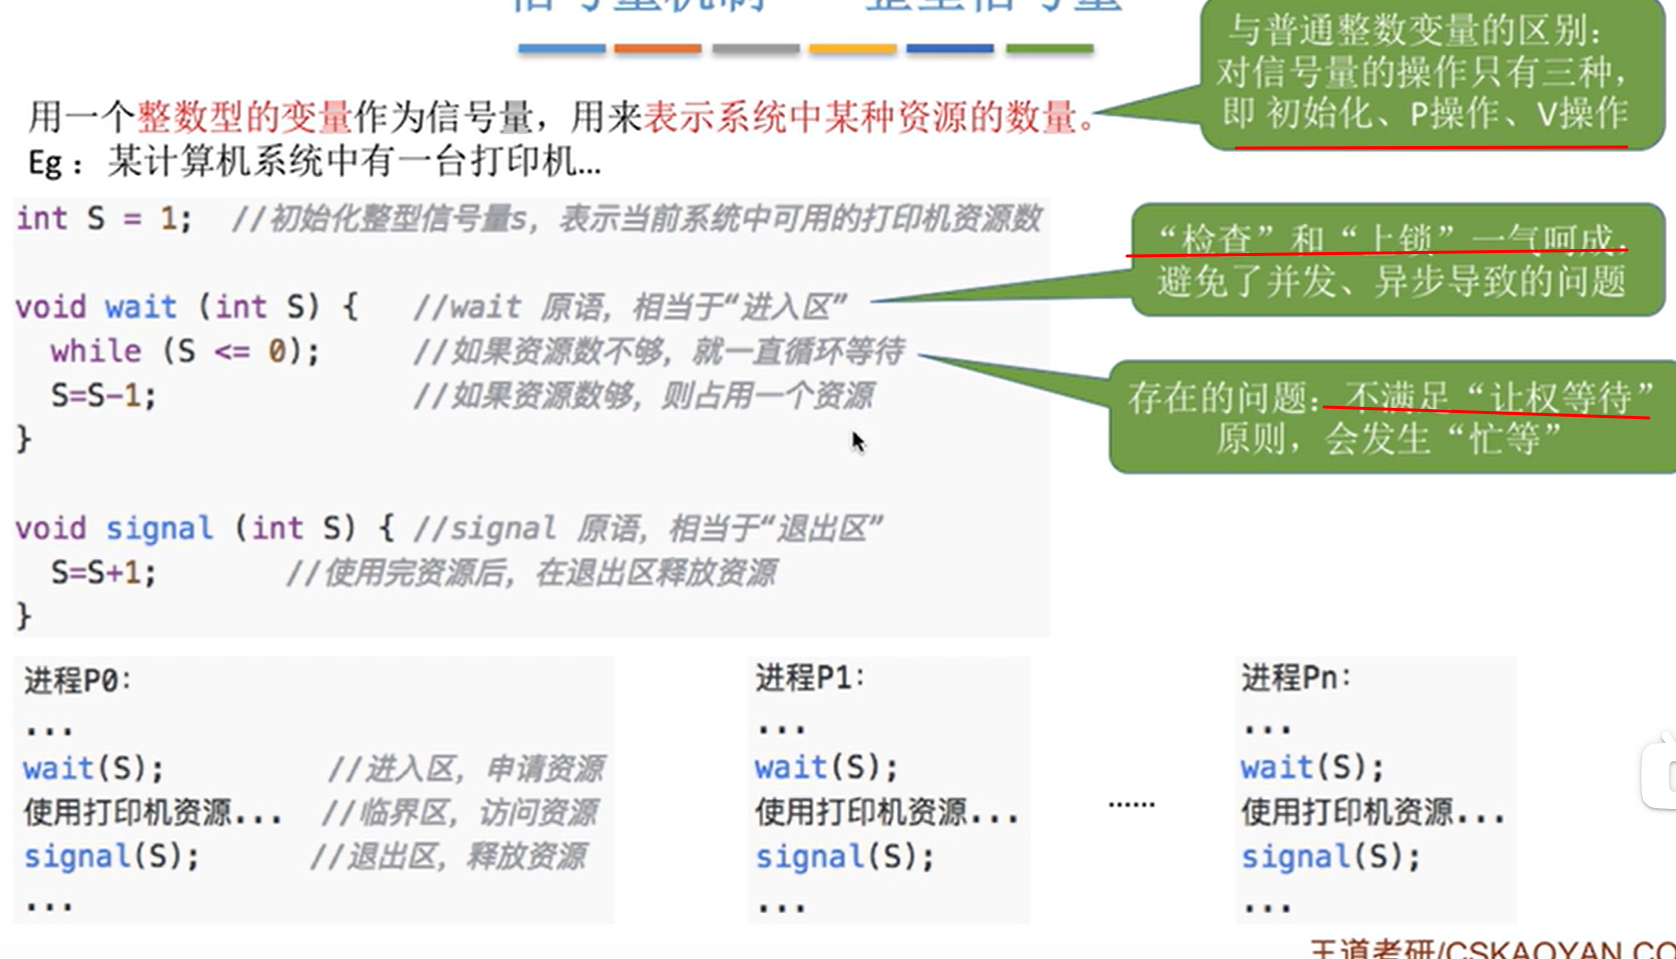 信号量机制——整型信号量
与普通整数变量的区别：
对信号量的操作只有三种，
即 初始化、P操作、V操作
用一个整数型的变量作为信号量，用来表示系统中某种资源的数量。
Eg：某计算机系统中有一台打印机...
int S = 1; //初始化整型信号量s，表示当前系统中可用的打印机资源数
void wait (int S) { //wait 原语，相当于“进入区”
while (S <= 0); //如果资源数不够，就一直循环等待
S=S-1; //如果资源数够，则占用一个资源
}
“检查”和“上锁”一气呵成，
避免了并发、异步导致的问题
存在的问题：不满足“让权等待”
原则，会发生“忙等”
void signal (int S) { //signal 原语，相当于“退出区”
S=S+1; //使用完资源后，在退出区释放资源
}
进程P0：
...
wait(S); //进入区，申请资源
使用打印机资源... //临界区，访问资源
signal(S); //退出区，释放资源
...
进程P1：
...
wait(S);
使用打印机资源...
signal(S);
...
......
进程Pn：
...
wait(S);
使用打印机资源...
signal(S);
...
王道考研/CSKAOYAN.CO